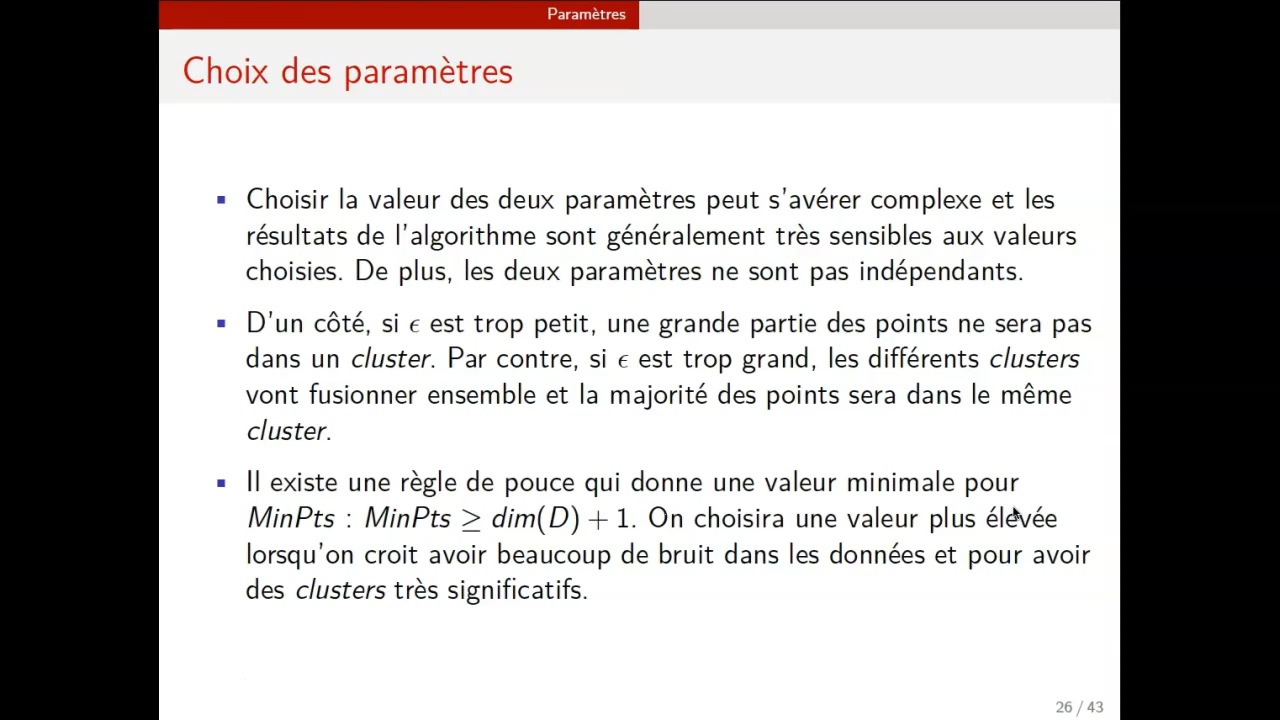 Paramètres
Choix des paramètres
▪ Choisir la valeur des deux paramètres peut s'avérer complexe et les
résultats de l'algorithme sont généralement très sensibles aux valeurs
choisies. De plus, les deux paramètres ne sont pas indépendants.
▪ D'un côté, si ϵ est trop petit, une grande partie des points ne sera pas
dans un cluster. Par contre, si ϵ est trop grand, les différents clusters
vont fusionner ensemble et la majorité des points sera dans le même
cluster.
▪ Il existe une règle de pouce qui donne une valeur minimale pour
MinPts : MinPts ≥ dim(D) + 1. On choisira une valeur plus élevée
lorsqu'on croit avoir beaucoup de bruit dans les données et pour avoir
des clusters très significatifs.
26 / 43